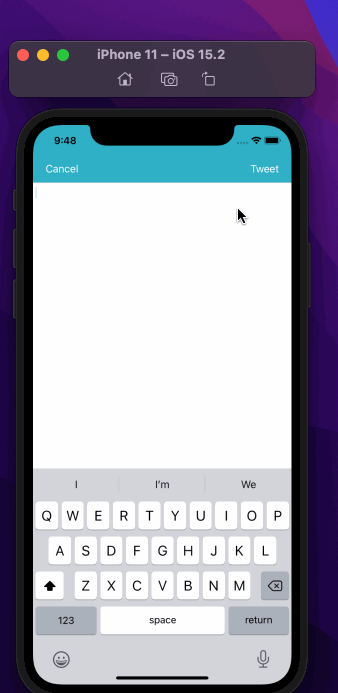 iPhone 11 – iOS 15.2
9:48
Cancel Tweet
I I'm We
Q W E R T Y U I O P
A S D F G H J K L
Z X C V B N M
123 space return